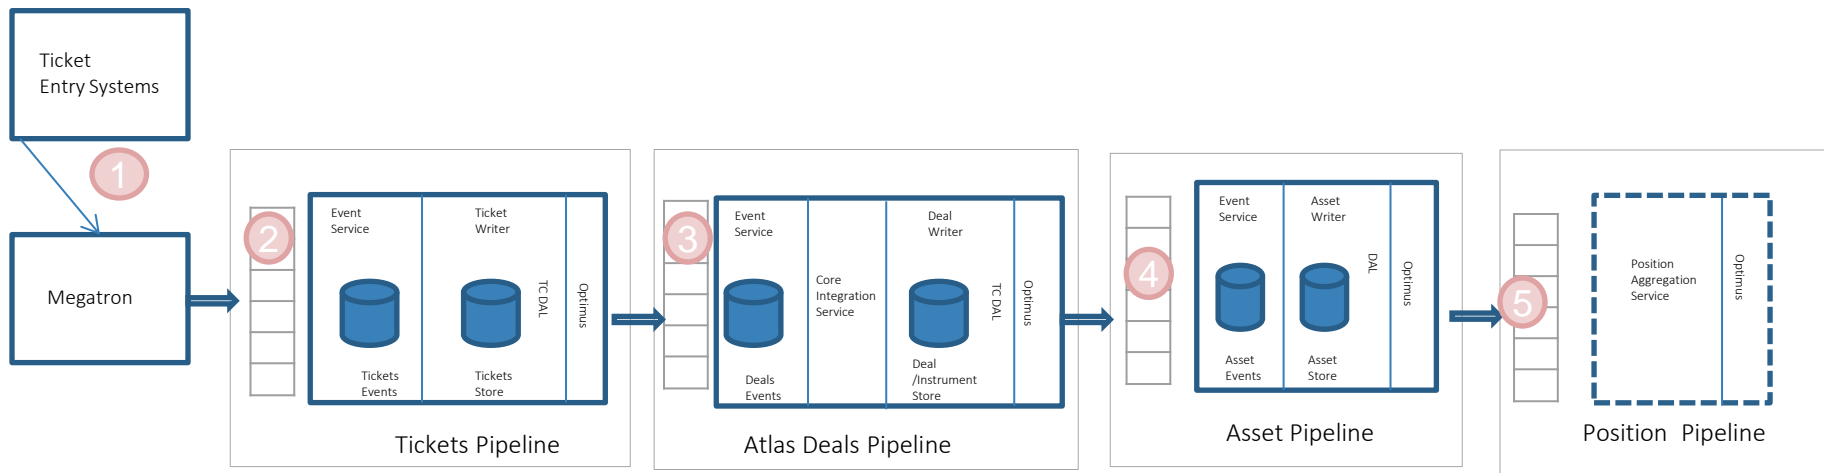 Ticket
Entry Systems
1
Megatron
2
Event
Service
Tickets
Events
Ticket
Writer
Tickets
Store
TC DAL
Optimus
Tickets Pipeline
3
Event
Service
Deals
Events
Core
Integration
Service
Deal
Writer
Deal
/Instrument
Store
TC DAL
Optimus
Atlas Deals Pipeline
4
Event
Service
Asset
Events
Asset
Writer
Asset
Store
DAL
Optimus
Asset Pipeline
5
Position
Aggregation
Service
Optimus
Position Pipeline